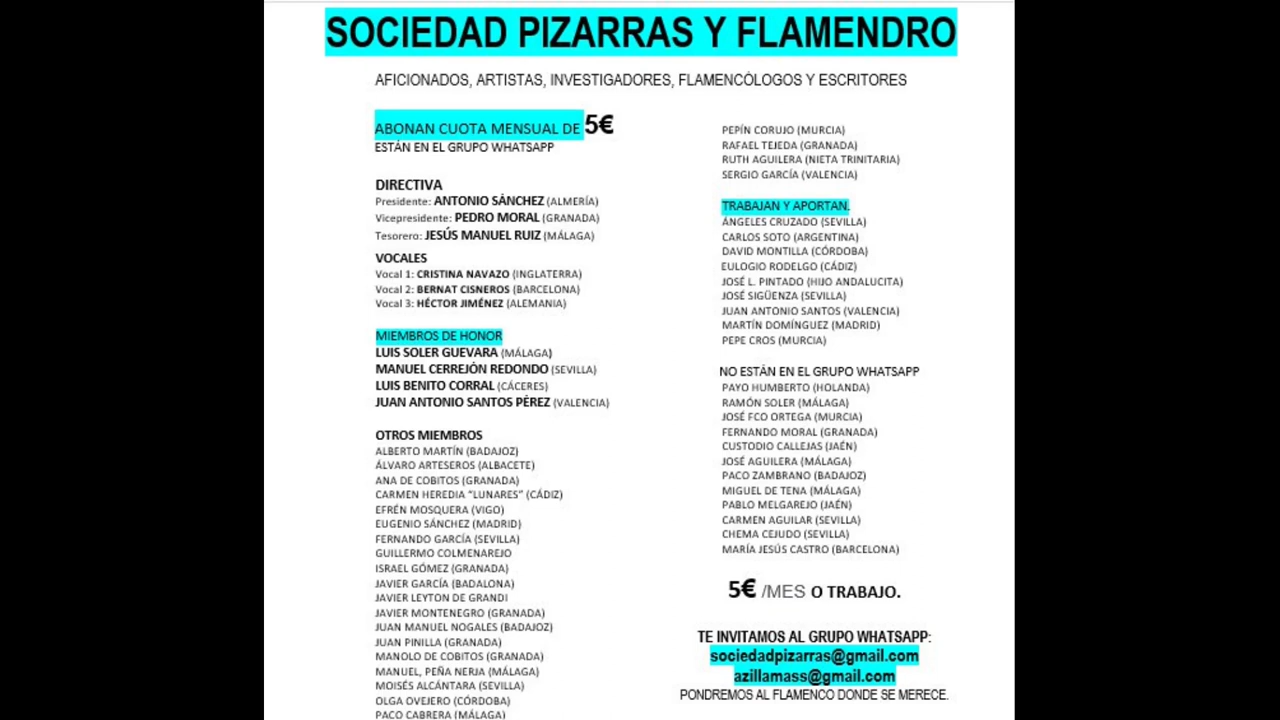 SOCIEDAD PIZARRAS Y FLAMENDRO
AFICIONADOS, ARTISTAS, INVESTIGADORES, FLAMENCÓLOGOS Y ESCRITORES
ABONAN CUOTA MENSUAL DE 5€
ESTÁN EN EL GRUPO WHATSAPP
DIRECTIVA
Presidente: ANTONIO SÁNCHEZ (ALMERÍA)
Vicepresidente: PEDRO MORAL (GRANADA)
Tesorero: JESÚS MANUEL RUIZ (MÁLAGA)
VOCALES
Vocal 1: CRISTINA NAVAZO (INGLATERRA)
Vocal 2: BERNAT CISNEROS (BARCELONA)
Vocal 3: HÉCTOR JIMÉNEZ (ALEMANIA)
MIEMBROS DE HONOR
LUIS SOLER GUEVARA (MÁLAGA)
MANUEL CERREJÓN REDONDO (SEVILLA)
LUIS BENITO CORRAL (CÁCERES)
JUAN ANTONIO SANTOS PÉREZ (VALENCIA)
OTROS MIEMBROS
ALBERTO MARTÍN (BADAJOZ)
ÁLVARO ARTESEROS (ALBACETE)
ANA DE COBITOS (GRANADA)
CARMEN HEREDIA “LUNARES” (CÁDIZ)
EFRÉN MOSQUERA (VIGO)
EUGENIO SÁNCHEZ (MADRID)
FERNANDO GARCÍA (SEVILLA)
GUILLERMO COLMENAREJO
ISRAEL GÓMEZ (GRANADA)
JAVIER GARCÍA (BADALONA)
JAVIER LEYTON DE GRANDI
JAVIER MONTENEGRO (GRANADA)
JUAN MANUEL NOGALES (BADAJOZ)
JUAN PINILLA (GRANADA)
MANOLO DE COBITOS (GRANADA)
MANUEL, PEÑA NERJA (MÁLAGA)
MOISÉS ALCÁNTARA (SEVILLA)
OLGA OVEJERO (CÓRDOBA)
PACO CABRERA (MÁLAGA)
PEPÍN CORUJO (MURCIA)
RAFAEL TEJEDA (GRANADA)
RUTH AGUILERA (NIETA TRINITARIA)
SERGIO GARCÍA (VALENCIA)
TRABAJAN Y APORTAN.
ÁNGELES CRUZADO (SEVILLA)
CARLOS SOTO (ARGENTINA)
DAVID MONTILLA (CÓRDOBA)
EULOGIO RODELGO (CÁDIZ)
JOSÉ L. PINTADO (HIJO ANDALUCITA)
JOSÉ SIGÜENZA (SEVILLA)
JUAN ANTONIO SANTOS (VALENCIA)
MARTÍN DOMÍNGUEZ (MADRID)
PEPE CROS (MURCIA)
NO ESTÁN EN EL GRUPO WHATSAPP
PAYO HUMBERTO (HOLANDA)
RAMÓN SOLER (MÁLAGA)
JOSÉ FCO ORTEGA (MURCIA)
FERNANDO MORAL (GRANADA)
CUSTODIO CALLEJAS (JAÉN)
JOSÉ AGUILERA (MÁLAGA)
PACO ZAMBRANO (BADAJOZ)
MIGUEL DE TENA (MÁLAGA)
PABLO MELGAREJO (JAÉN)
CARMEN AGUILAR (SEVILLA)
CHEMA CEJUDO (SEVILLA)
MARÍA JESÚS CASTRO (BARCELONA)
5€ /MES O TRABAJO.
TE INVITAMOS AL GRUPO WHATSAPP:
sociedadpizarras@gmail.com
azillamass@gmail.com
PONDREMOS AL FLAMENCO DONDE SE MERECE.